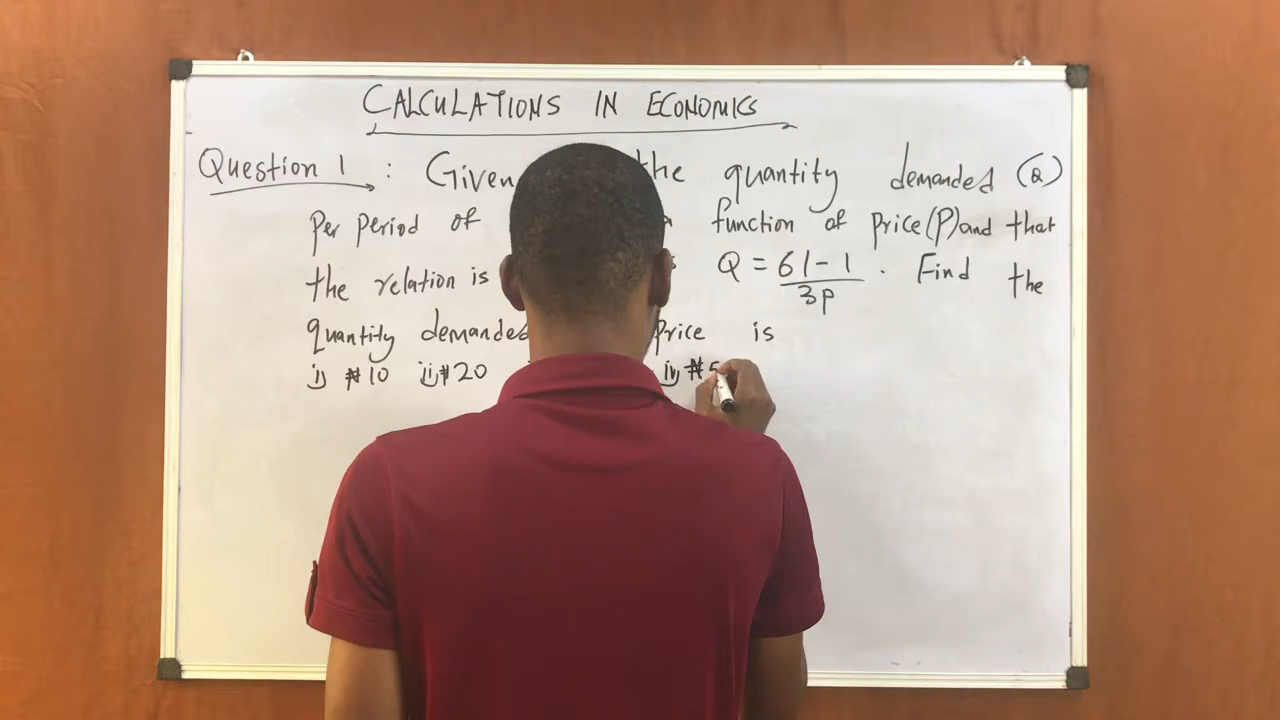 CALCULATIONS IN ECONOMICS
Question 1 : Given the quantity demanded (Q)
Per period of function of price (P) and that
the relation is Q = 61 - 1 / 3P . Find the
quantity demanded Price is
i) ₦10 ii) ₦20 iv) ₦5